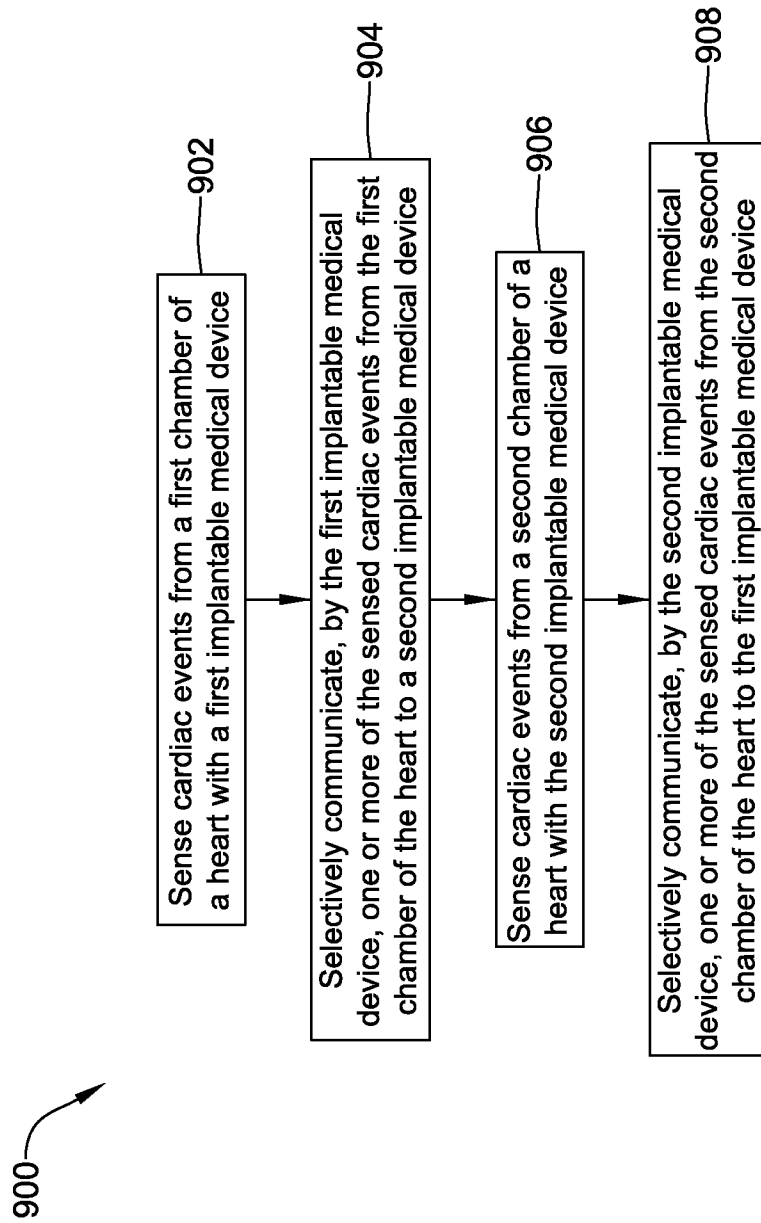 900
Sense cardiac events from a first chamber of
a heart with a first implantable medical device
902
Selectively communicate, by the first implantable medical
device, one or more of the sensed cardiac events from the first
chamber of the heart to a second implantable medical device
904
Sense cardiac events from a second chamber of a
heart with the second implantable medical device
906
Selectively communicate, by the second implantable medical
device, one or more of the sensed cardiac events from the second
chamber of the heart to the first implantable medical device
908